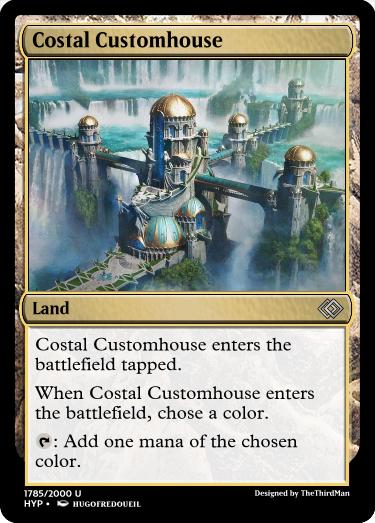 Costal Customhouse
Land
Costal Customhouse enters the
battlefield tapped.
When Costal Customhouse enters
the battlefield, chose a color.
: Add one mana of the chosen
color.
1785/2000 U
Designed by TheThirdMan
HYP • HUGOFREDOUEIL